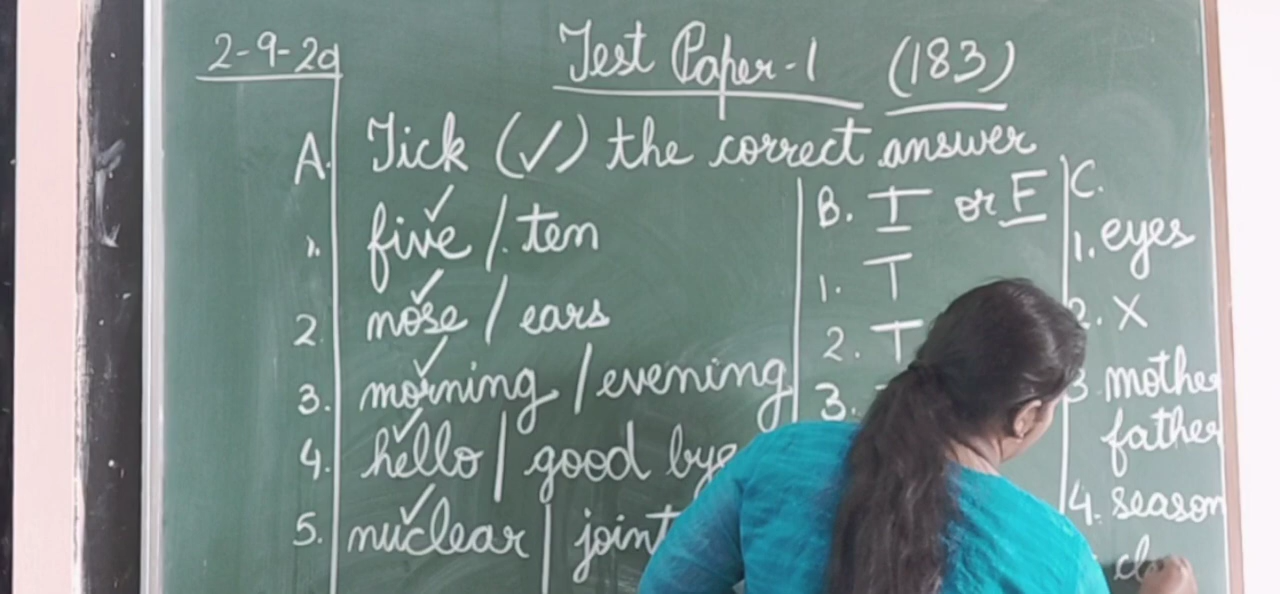 2-9-20
Test Paper-1 (183)
A. Tick (✓) the correct answer
1. five ✓ / ten
2. nose ✓ / ears
3. morning ✓ / evening
4. hello ✓ / good bye
5. nuclear ✓ / joint
B. T or F
1. T
2. T
3.
C.
1. eyes
2. X
3. mother
father
4. season